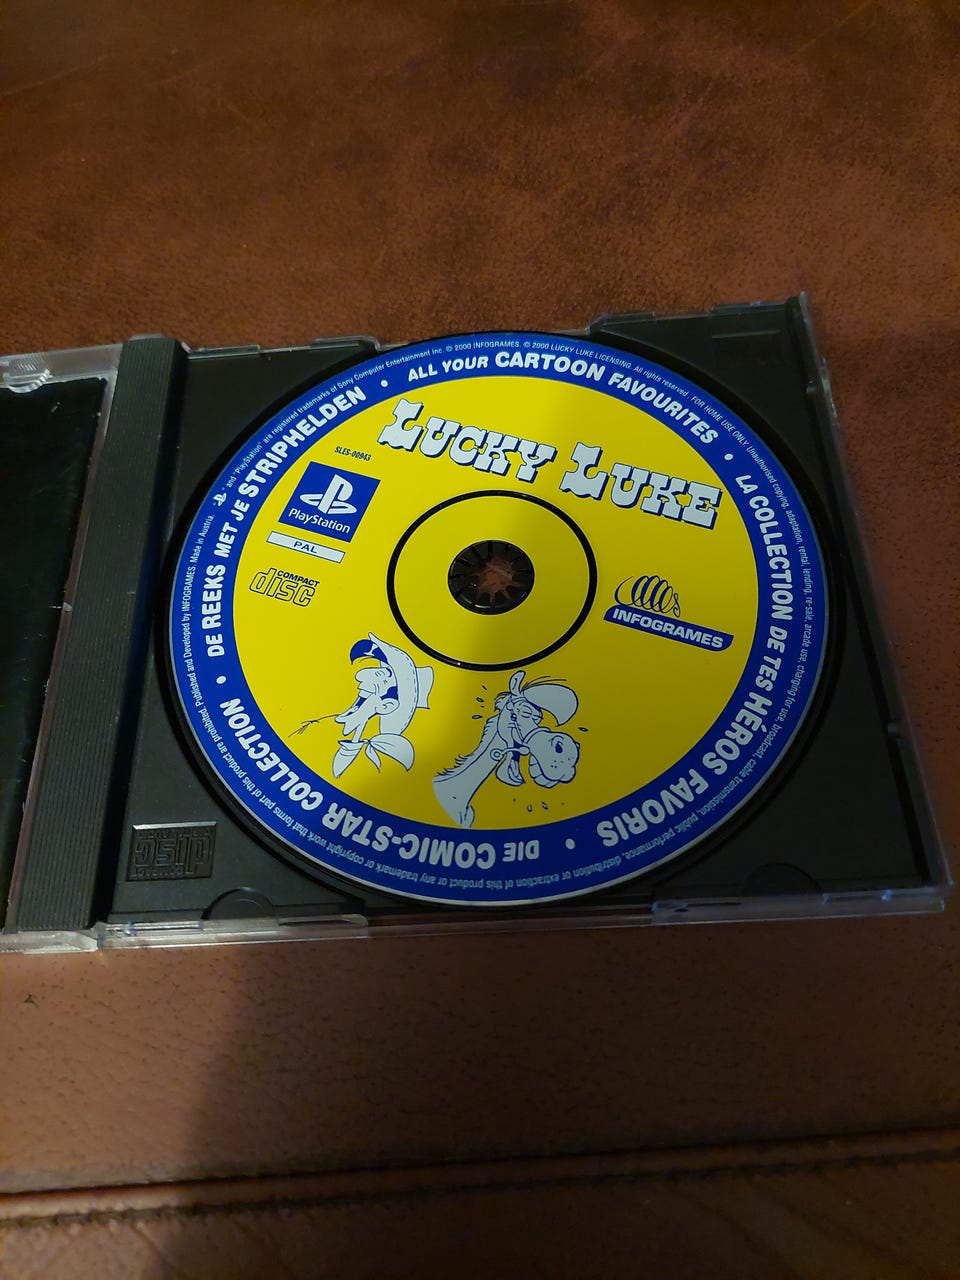 LUCKY LUKE
SLES-00943
PlayStation
PAL
COMPACT
disc
INFOGRAMES
ALL YOUR CARTOON FAVOURITES
LA COLLECTION DE TES HÉROS FAVORIS
DIE COMIC-STAR COLLECTION
DE REEKS MET JE STRIPHELDEN
and "PlayStation" are registered trademarks of Sony Computer Entertainment Inc. © 2000 INFOGRAMES. © 2000 LUCKY LUKE LICENSING. All rights reserved. FOR HOME USE ONLY. Unauthorised copying, adaptation, rental, lending, re-sale, arcade use, charging for use, broadcast, cable transmission, public performance, distribution or extraction of this product or any trademark or copyright work that forms part of this product are prohibited. Published and Developed by INFOGRAMES. Made in Austria.
disc